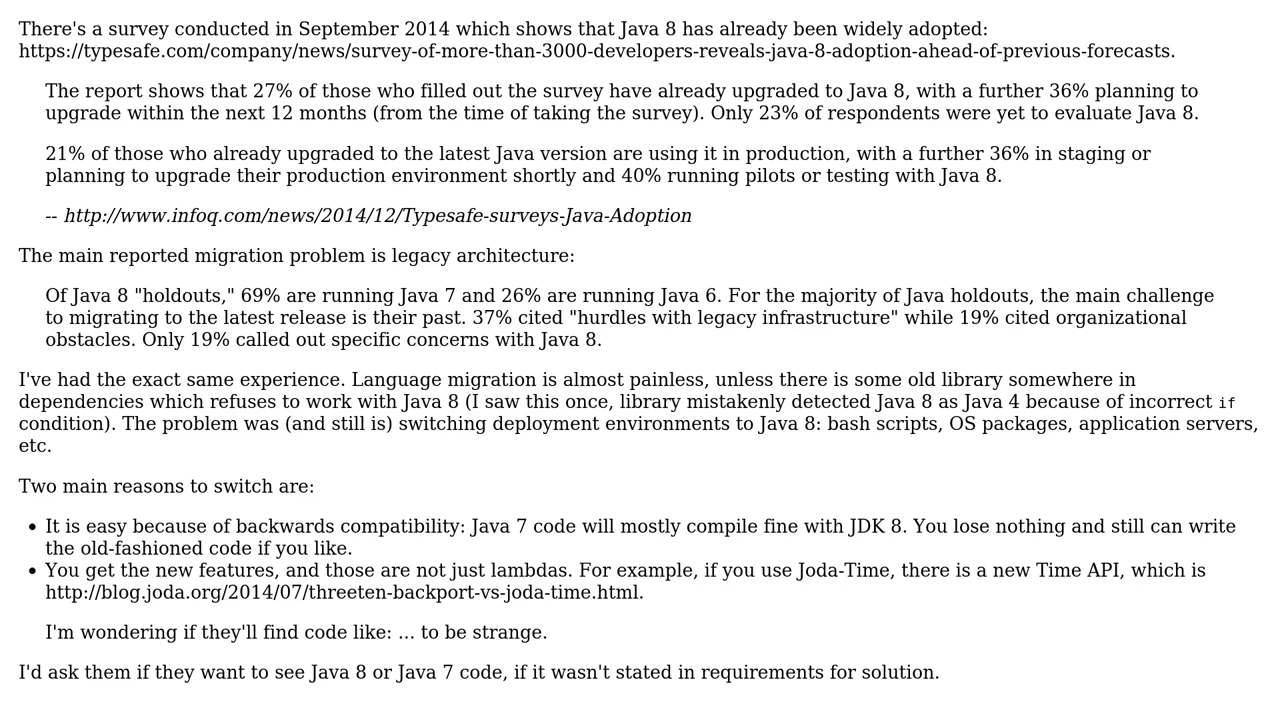 There's a survey conducted in September 2014 which shows that Java 8 has already been widely adopted:
https://typesafe.com/company/news/survey-of-more-than-3000-developers-reveals-java-8-adoption-ahead-of-previous-forecasts.
The report shows that 27% of those who filled out the survey have already upgraded to Java 8, with a further 36% planning to
upgrade within the next 12 months (from the time of taking the survey). Only 23% of respondents were yet to evaluate Java 8.
21% of those who already upgraded to the latest Java version are using it in production, with a further 36% in staging or
planning to upgrade their production environment shortly and 40% running pilots or testing with Java 8.
-- http://www.infoq.com/news/2014/12/Typesafe-surveys-Java-Adoption
The main reported migration problem is legacy architecture:
Of Java 8 "holdouts," 69% are running Java 7 and 26% are running Java 6. For the majority of Java holdouts, the main challenge
to migrating to the latest release is their past. 37% cited "hurdles with legacy infrastructure" while 19% cited organizational
obstacles. Only 19% called out specific concerns with Java 8.
I've had the exact same experience. Language migration is almost painless, unless there is some old library somewhere in
dependencies which refuses to work with Java 8 (I saw this once, library mistakenly detected Java 8 as Java 4 because of incorrect if
condition). The problem was (and still is) switching deployment environments to Java 8: bash scripts, OS packages, application servers,
etc.
Two main reasons to switch are:
• It is easy because of backwards compatibility: Java 7 code will mostly compile fine with JDK 8. You lose nothing and still can write
the old-fashioned code if you like.
• You get the new features, and those are not just lambdas. For example, if you use Joda-Time, there is a new Time API, which is
http://blog.joda.org/2014/07/threeten-backport-vs-joda-time.html.
I'm wondering if they'll find code like: ... to be strange.
I'd ask them if they want to see Java 8 or Java 7 code, if it wasn't stated in requirements for solution.